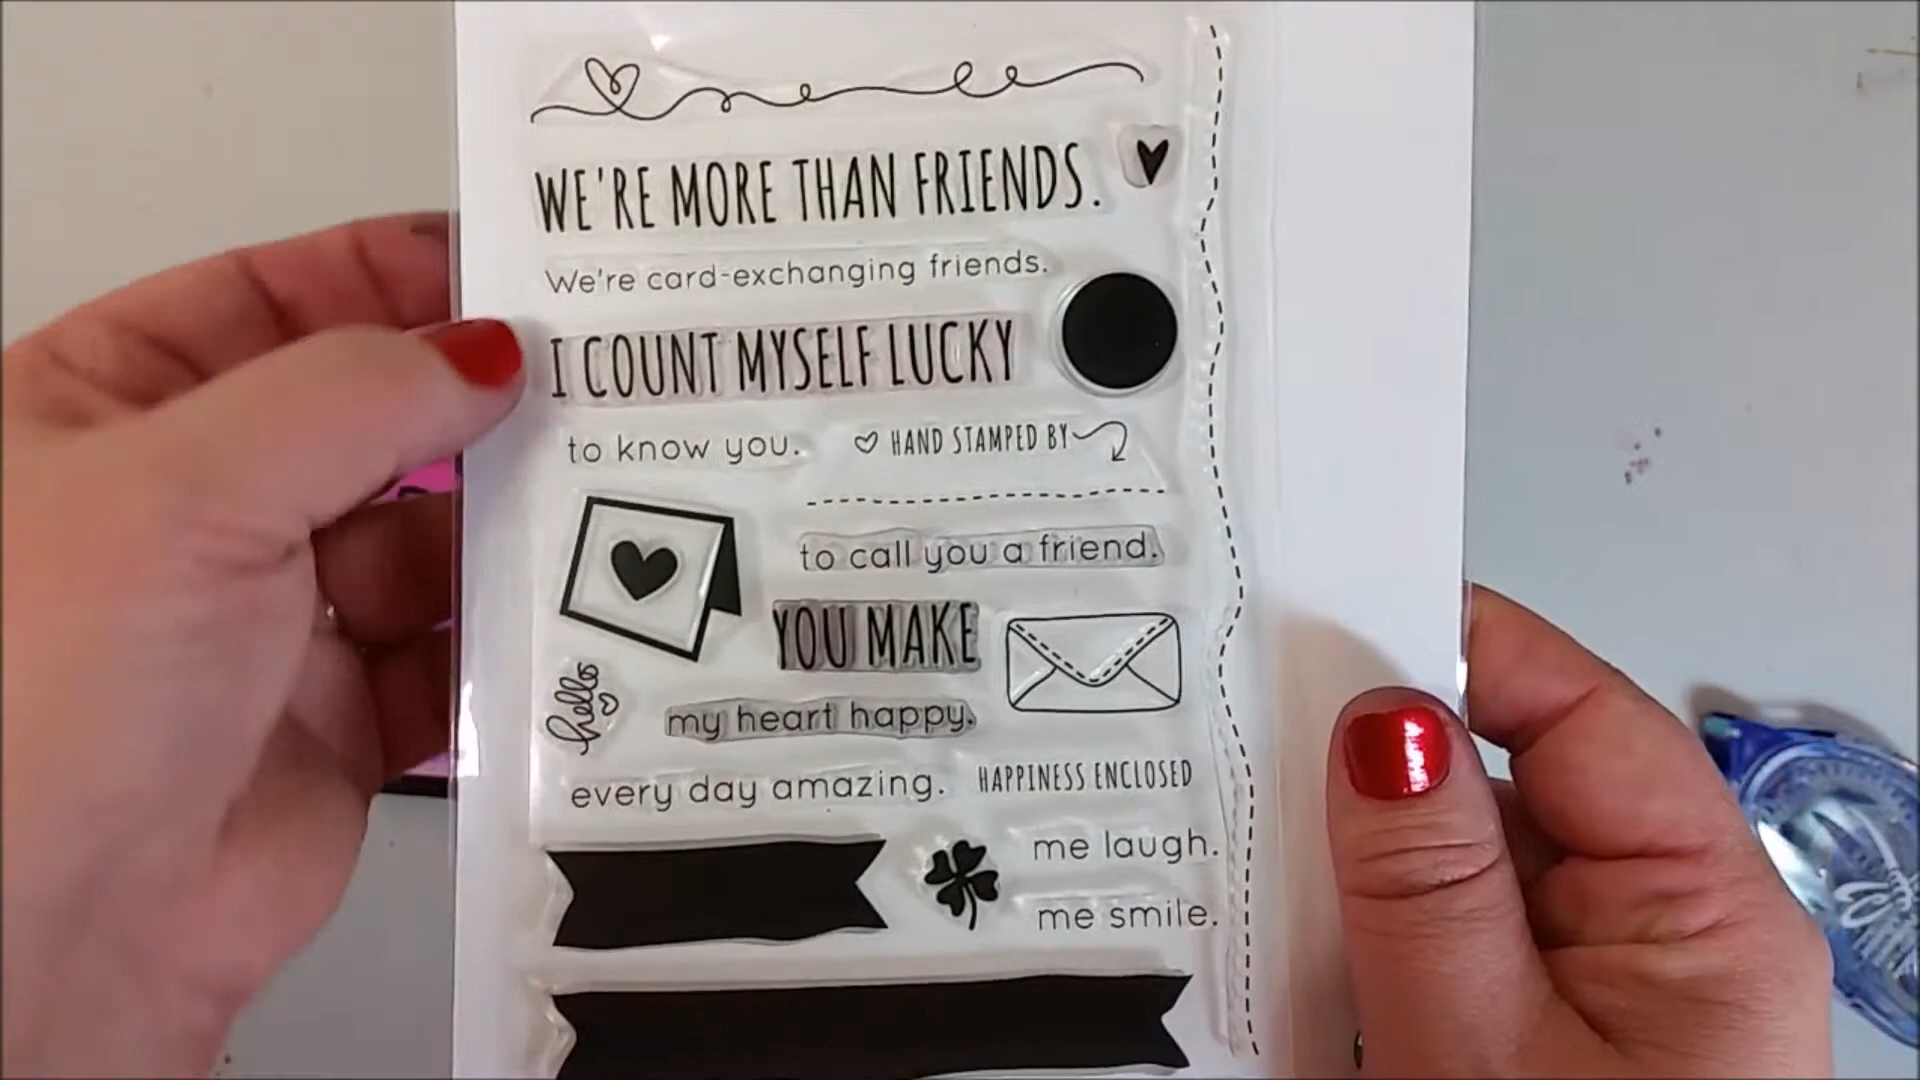 WE'RE MORE THAN FRIENDS.
We're card-exchanging friends.
I COUNT MYSELF LUCKY
to know you.
HAND STAMPED BY
to call you a friend.
YOU MAKE
hello
my heart happy.
every day amazing.
HAPPINESS ENCLOSED
me laugh.
me smile.